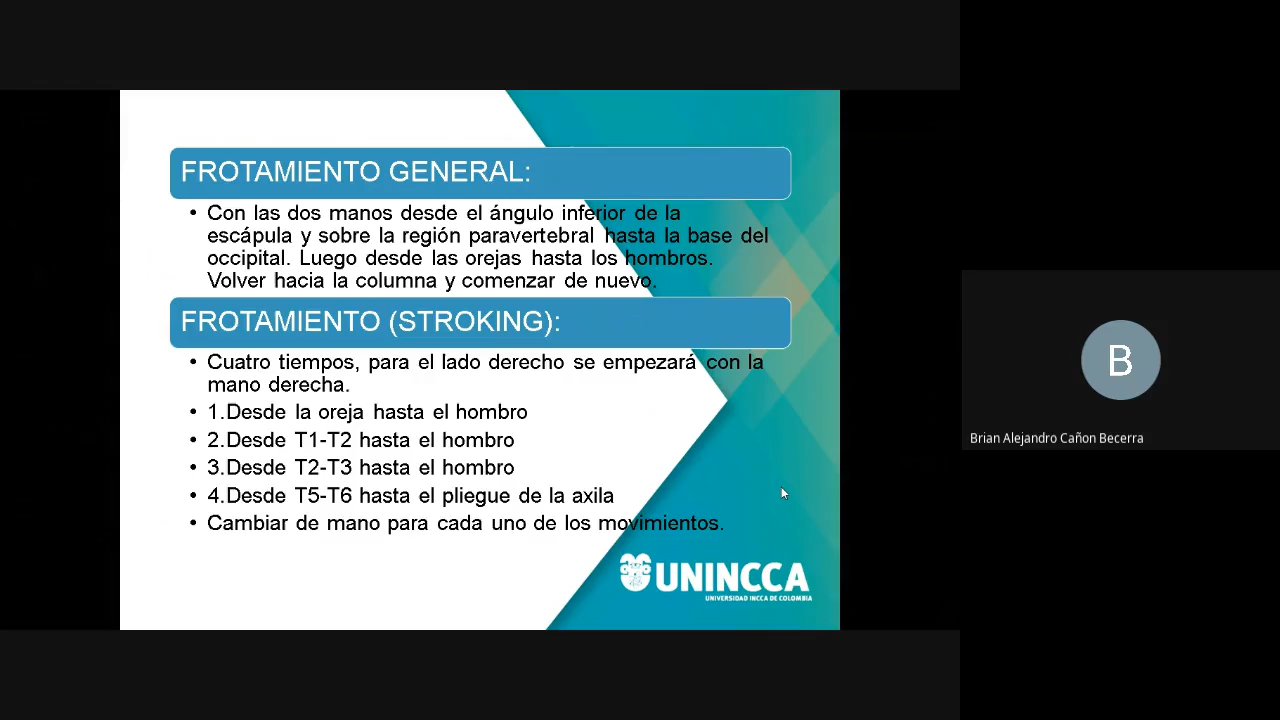 FROTAMIENTO GENERAL:
• Con las dos manos desde el ángulo inferior de la
escápula y sobre la región paravertebral hasta la base del
occipital. Luego desde las orejas hasta los hombros.
Volver hacia la columna y comenzar de nuevo.
FROTAMIENTO (STROKING):
• Cuatro tiempos, para el lado derecho se empezará con la
mano derecha.
• 1.Desde la oreja hasta el hombro
• 2.Desde T1-T2 hasta el hombro
• 3.Desde T2-T3 hasta el hombro
• 4.Desde T5-T6 hasta el pliegue de la axila
• Cambiar de mano para cada uno de los movimientos.
UNINCCA
UNIVERSIDAD INCCA DE COLOMBIA
B
Brian Alejandro Cañon Becerra